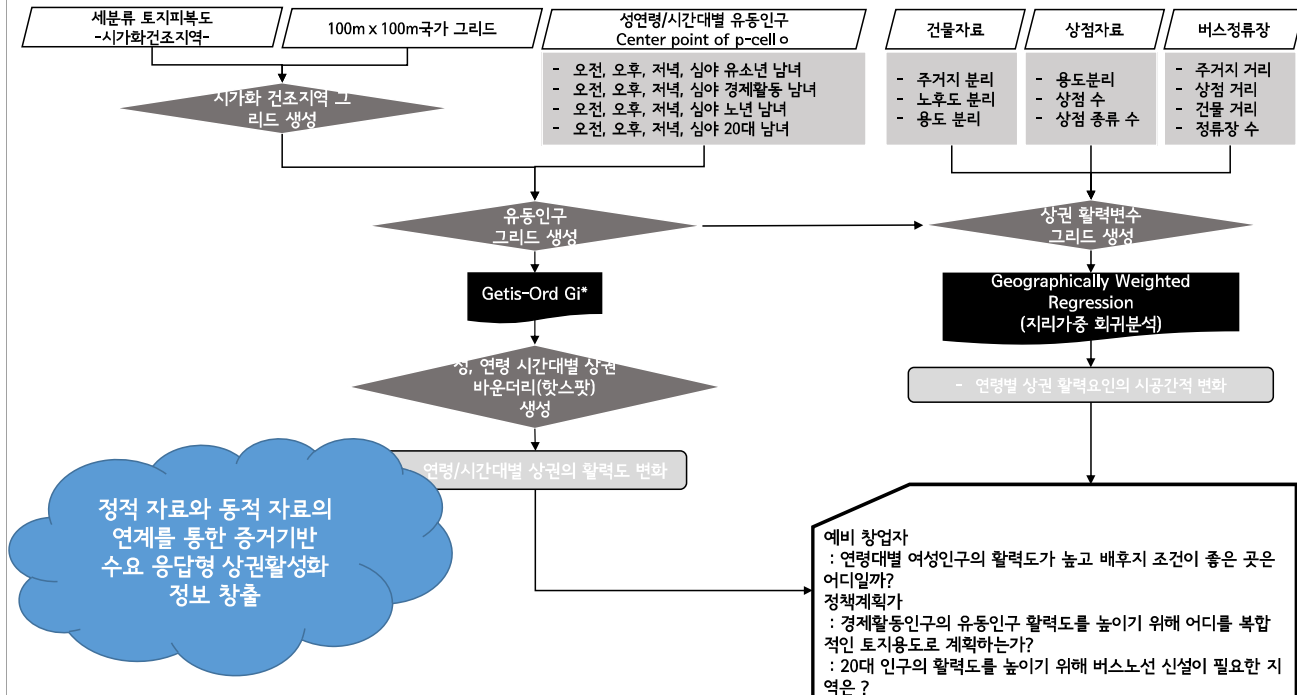 세분류 토지피복도
-시가화건조지역-
100m x 100m국가 그리드
성연령/시간대별 유동인구
Center point of p-cell o
- 오전, 오후, 저녁, 심야 유소년 남녀
- 오전, 오후, 저녁, 심야 경제활동 남녀
- 오전, 오후, 저녁, 심야 노년 남녀
- 오전, 오후, 저녁, 심야 20대 남녀
건물자료
- 주거지 분리
- 노후도 분리
- 용도 분리
상점자료
- 용도분리
- 상점 수
- 상점 종류 수
버스정류장
- 주거지 거리
- 상점 거리
- 건물 거리
- 정류장 수
시가화 건조지역 그
리드 생성
유동인구
그리드 생성
상권 활력변수
그리드 생성
Getis-Ord Gi*
Geographically Weighted
Regression
(지리가중 회귀분석)
성, 연령 시간대별 상권
바운더리(핫스팟)
생성
- 연령별 상권 활력요인의 시공간적 변화
연령/시간대별 상권의 활력도 변화
정적 자료와 동적 자료의
연계를 통한 증거기반
수요 응답형 상권활성화
정보 창출
예비 창업자
: 연령대별 여성인구의 활력도가 높고 배후지 조건이 좋은 곳은
어디일까?
정책계획가
: 경제활동인구의 유동인구 활력도를 높이기 위해 어디를 복합
적인 토지용도로 계획하는가?
: 20대 인구의 활력도를 높이기 위해 버스노선 신설이 필요한 지
역은 ?